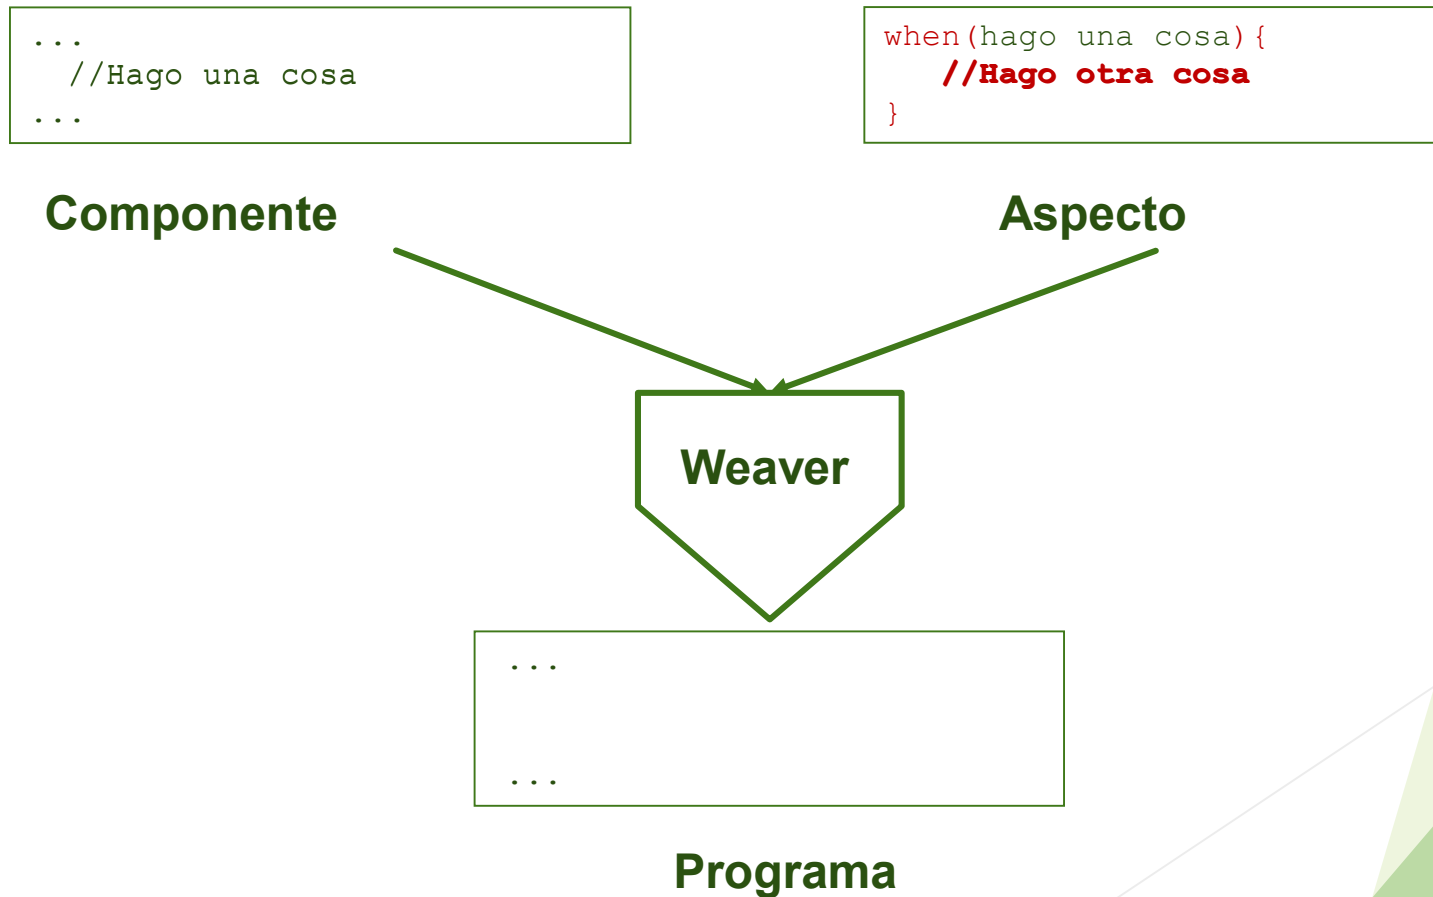 ...
//Hago una cosa
...
when(hago una cosa){
//Hago otra cosa
}
Componente
Aspecto
Weaver
...
...
Programa